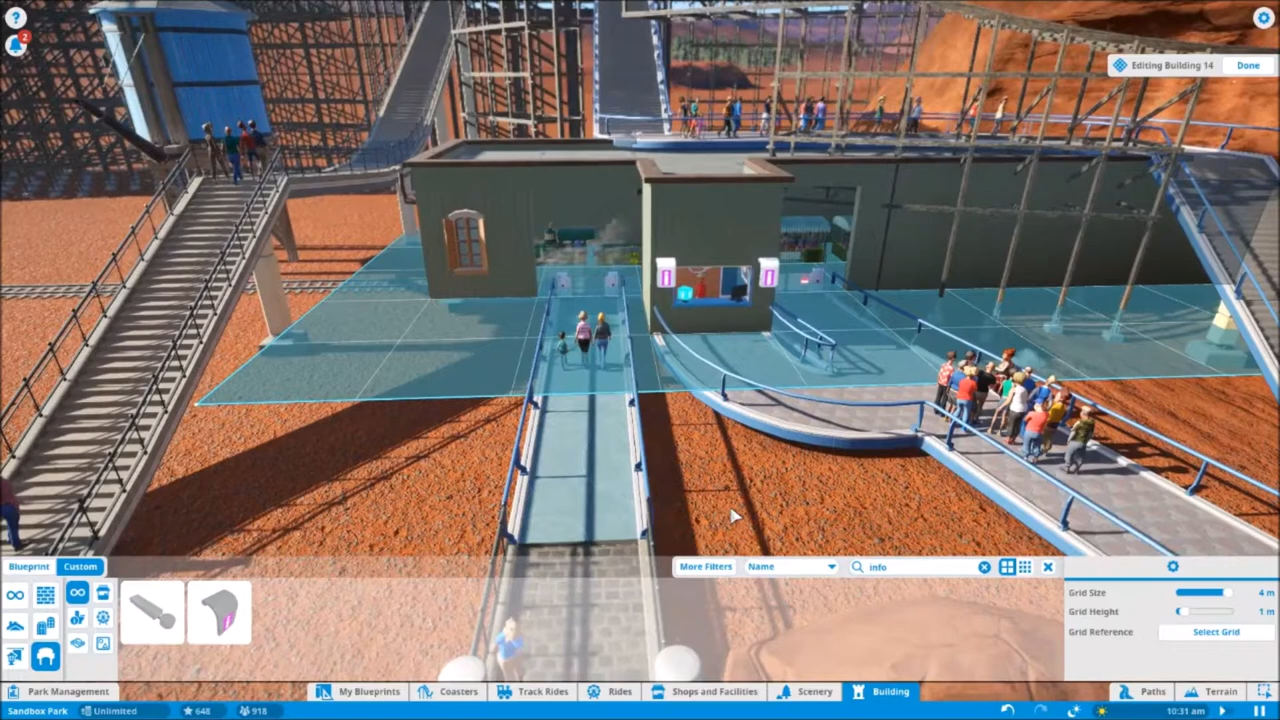 ?
2
Editing Building 14 Done
Blueprint Custom
More Filters Name info
Grid Size 4 m
Grid Height 1 m
Grid Reference Select Grid
Park Management My Blueprints Coasters Track Rides Rides Shops and Facilities Scenery Building Paths Terrain
Sandbox Park Unlimited 648 918 10:31 am